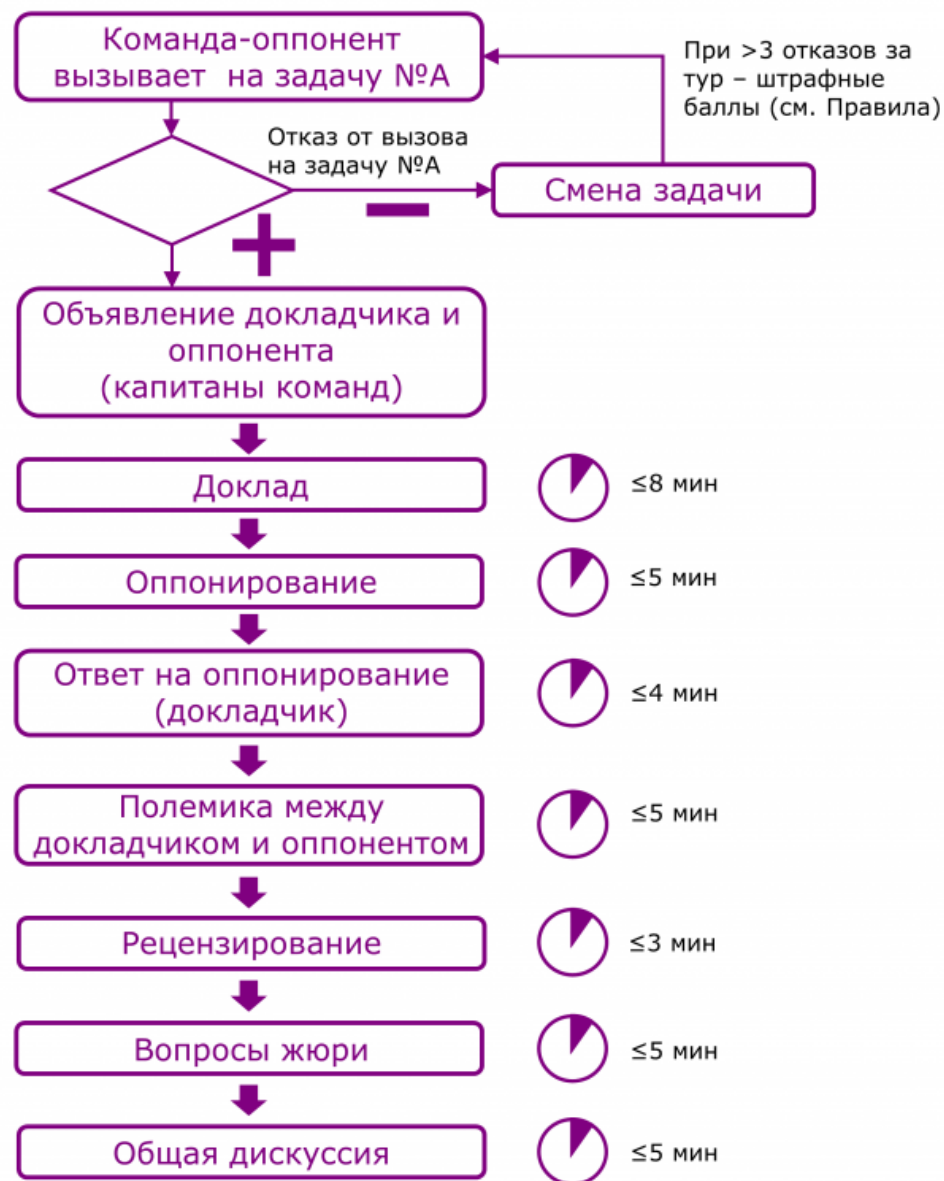 Команда-оппонент
вызывает на задачу №А
При >3 отказов за
тур – штрафные
баллы (см. Правила)
Отказ от вызова
на задачу №А
Смена задачи
Объявление докладчика и
оппонента
(капитаны команд)
Доклад
≤8 мин
Оппонирование
≤5 мин
Ответ на оппонирование
(докладчик)
≤4 мин
Полемика между
докладчиком и оппонентом
≤5 мин
Рецензирование
≤3 мин
Вопросы жюри
≤5 мин
Общая дискуссия
≤5 мин